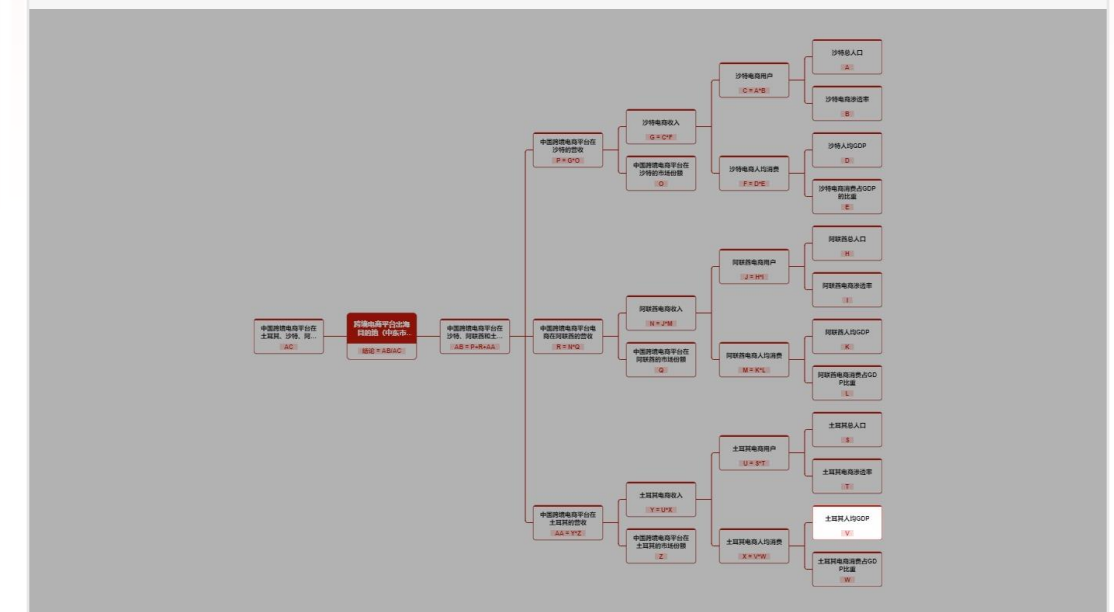 沙特总人口
A
沙特电商用户
C = A*B
沙特电商渗透率
B
沙特电商收入
G = C*F
中国跨境电商平台在
沙特的营收
P = G*O
沙特人均GDP
D
中国跨境电商平台在
沙特的市场份额
O
沙特电商人均消费
F = D*E
沙特电商消费占GDP
的比重
E
阿联酋总人口
H
阿联酋电商用户
J = H*I
阿联酋电商渗透率
I
阿联酋电商收入
N = J*M
中国跨境电商平台在
土耳其、沙特、阿...
AC
跨境电商平台出海
目的地（中东市...
结论 = AB/AC
中国跨境电商平台在
沙特、阿联酋和土...
AB = P+R+AA
中国跨境电商平台电
商在阿联酋的营收
R = N*Q
阿联酋人均GDP
K
中国跨境电商平台在
阿联酋的市场份额
Q
阿联酋电商人均消费
M = K*L
阿联酋电商消费占GD
P比重
L
土耳其总人口
S
土耳其电商用户
U = S*T
土耳其电商渗透率
T
土耳其电商收入
Y = U*X
中国跨境电商平台在
土耳其的营收
AA = Y*Z
土耳其人均GDP
V
中国跨境电商平台在
土耳其的市场份额
Z
土耳其电商人均消费
X = V*W
土耳其电商消费占GD
P比重
W